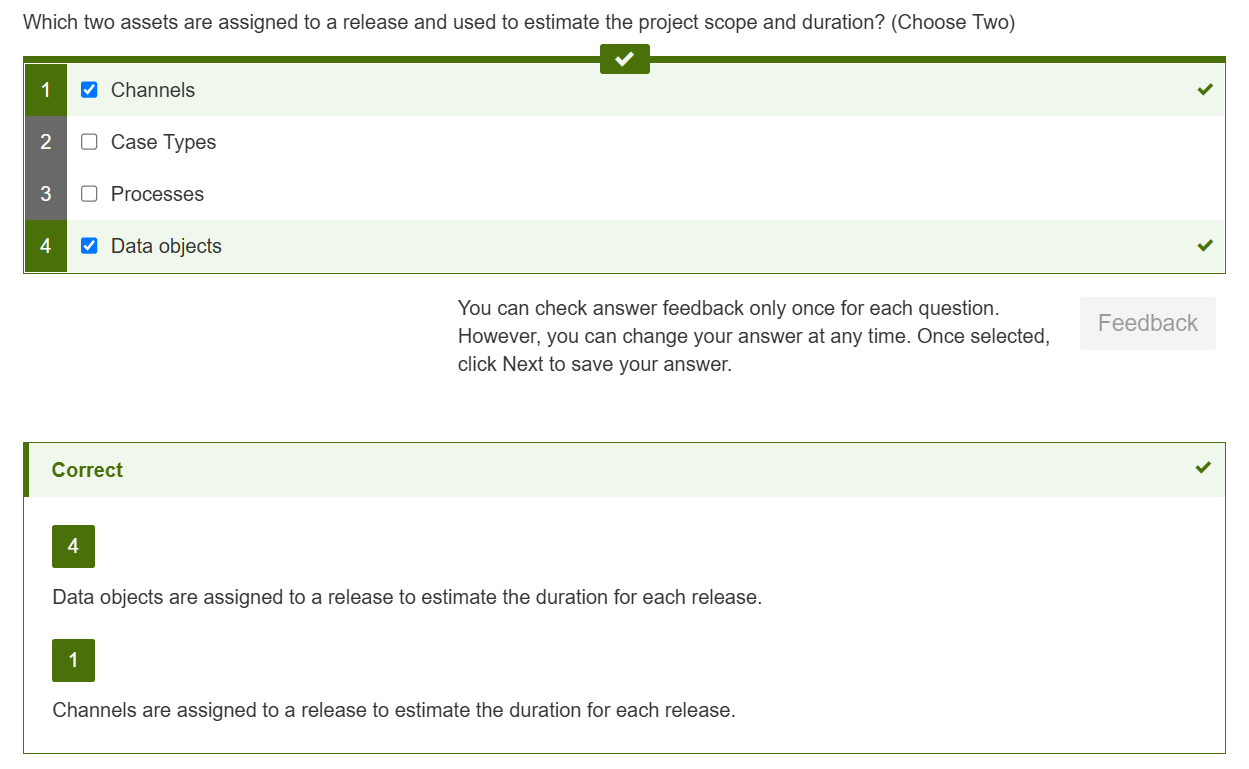 Which two assets are assigned to a release and used to estimate the project scope and duration? (Choose Two)
1 Channels
2 Case Types
3 Processes
4 Data objects
You can check answer feedback only once for each question.
However, you can change your answer at any time. Once selected,
click Next to save your answer.
Feedback
Correct
4
Data objects are assigned to a release to estimate the duration for each release.
1
Channels are assigned to a release to estimate the duration for each release.